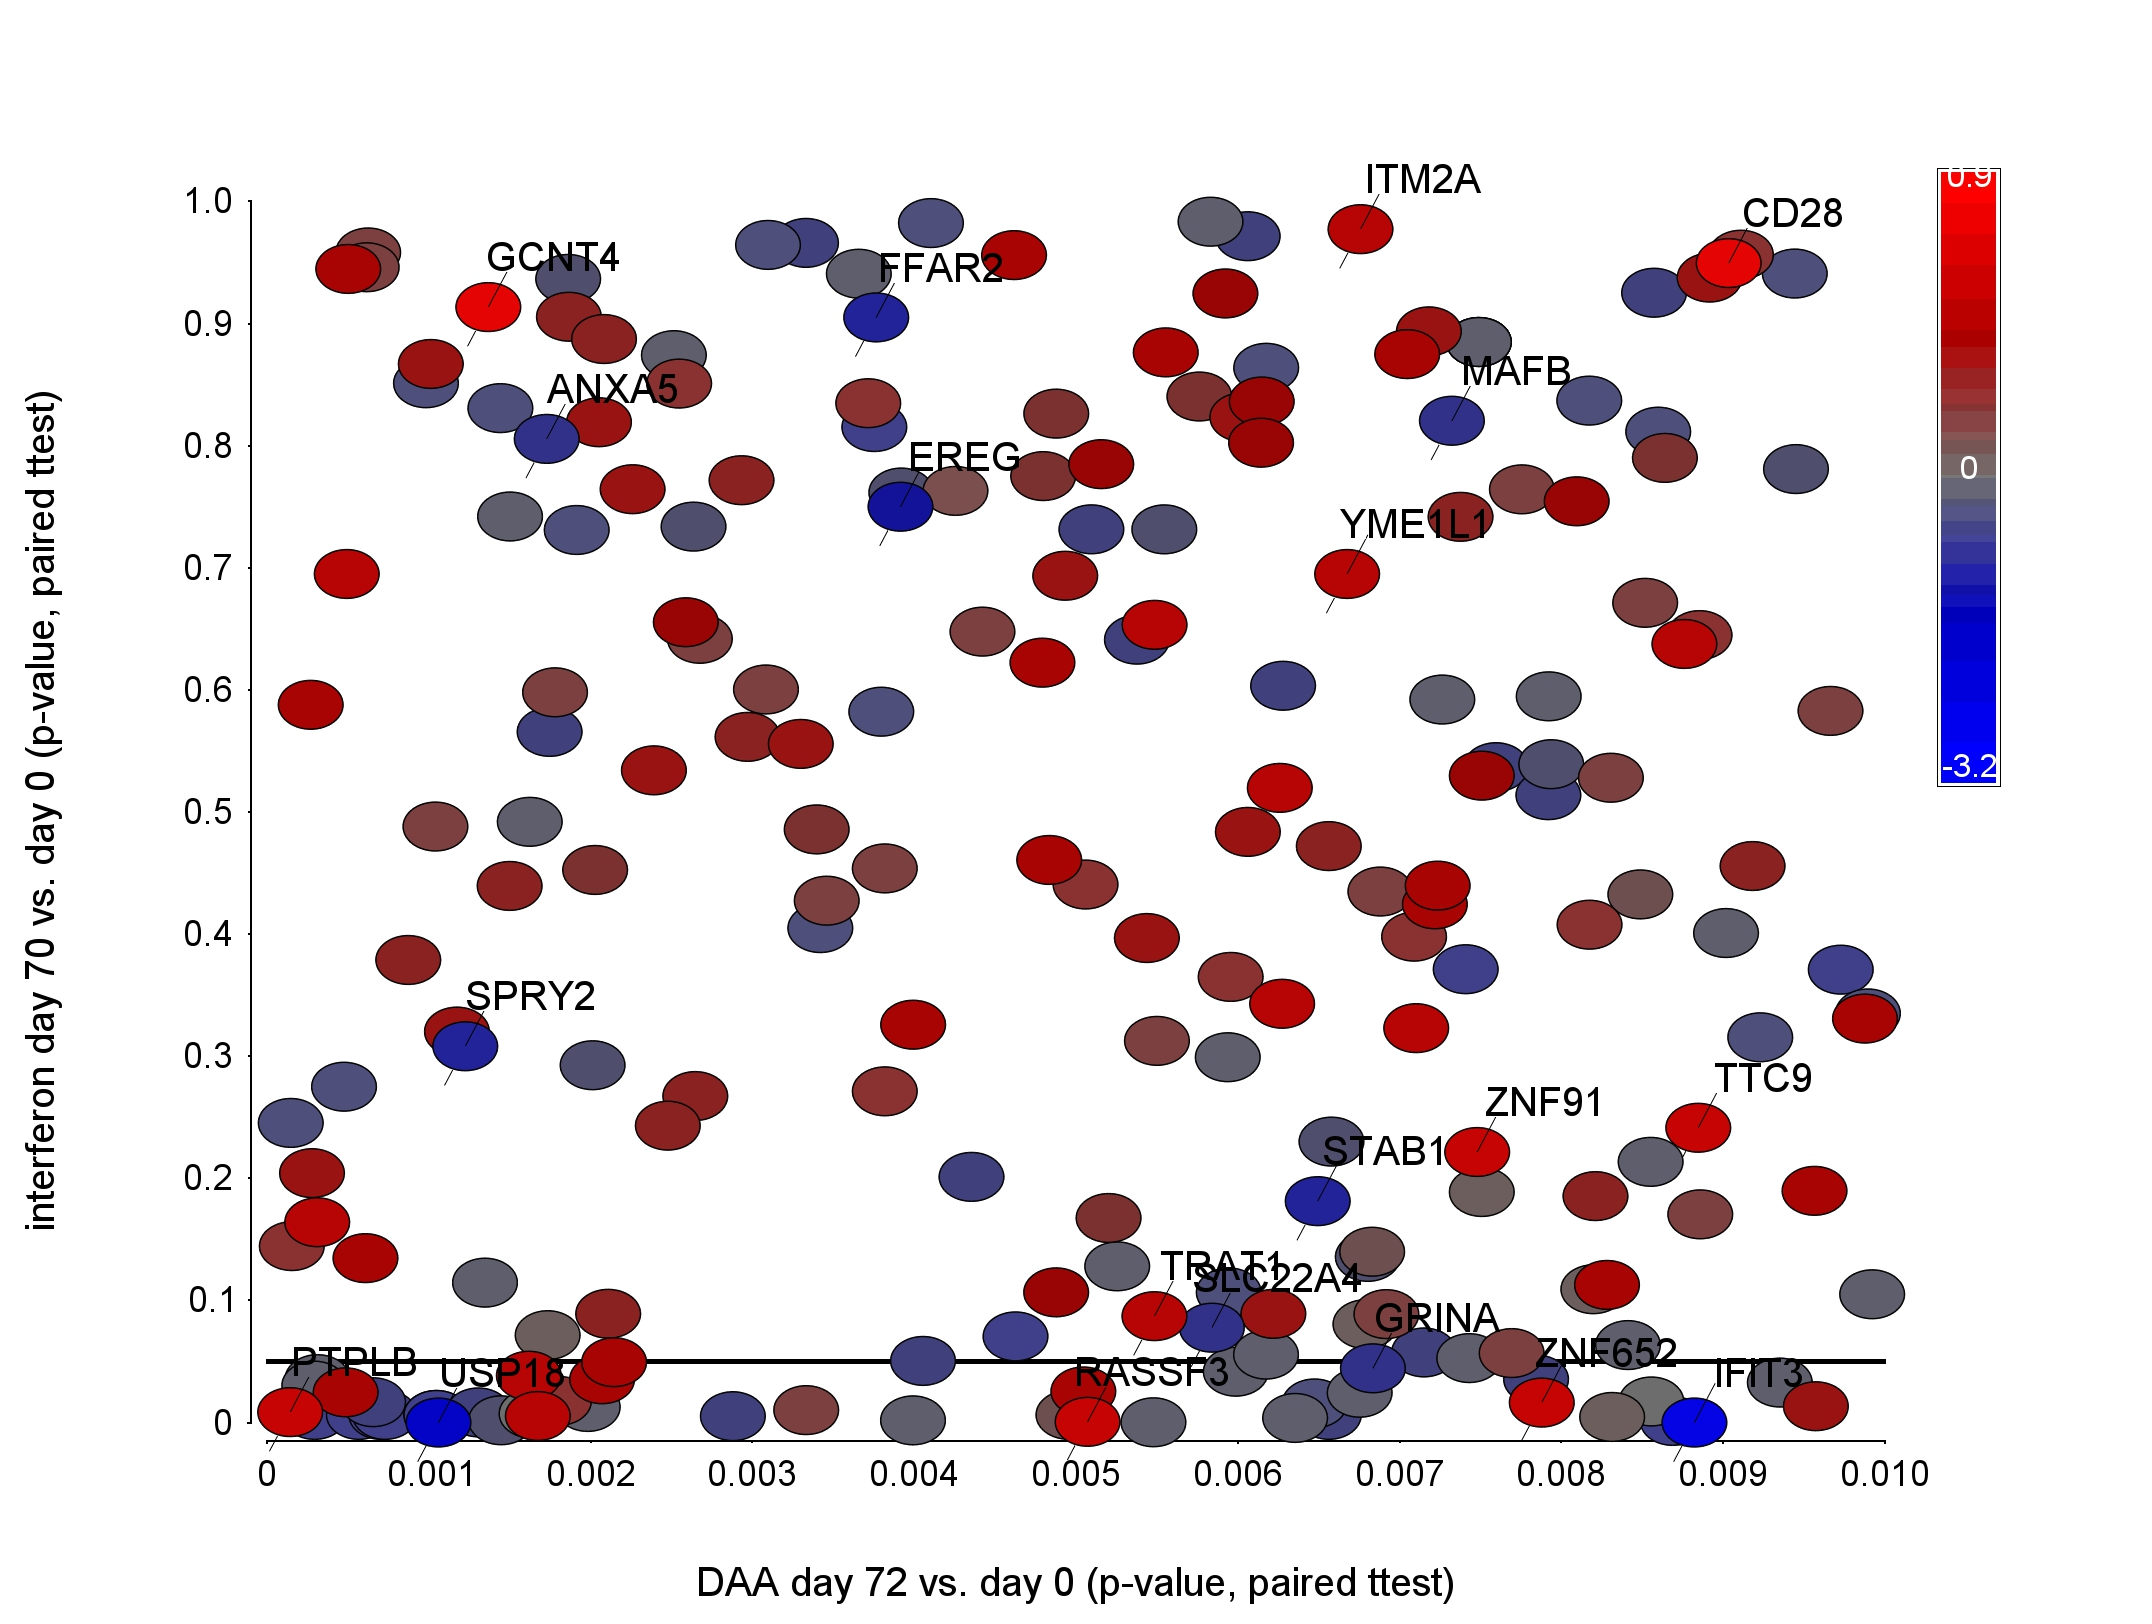 ITM2A
0.9
1.0
CD28
GCNT4
FFAR2
0.9
MAFB
ANXA5
0.8
EREG
0
YME1L1
0.7
0.6
-3.2
0.5
0.4
SPRY2
0.3
TTC9
ZNF91
STAB1
0.2
TRAT1
SLC22A4
0.1
GRINA
ZNF652
PTPLB
USP18
RASSF3
IFIT3
0
0 0.001 0.002 0.003 0.004 0.005 0.006 0.007 0.008 0.009 0.010
interferon day 70 vs. day 0 (p-value, paired ttest)
DAA day 72 vs. day 0 (p-value, paired ttest)